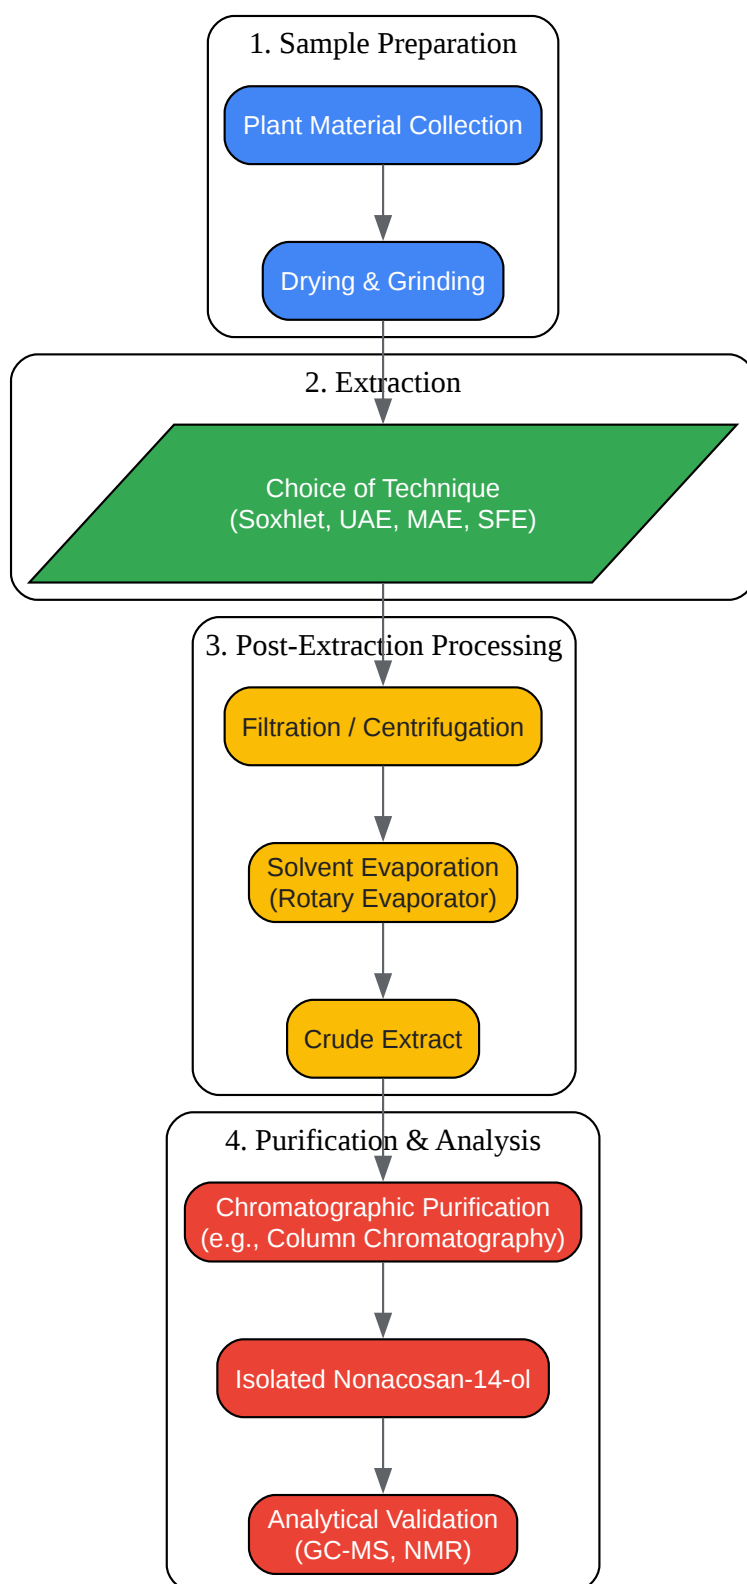 1. Sample Preparation
Plant Material Collection
Drying & Grinding
2. Extraction
Choice of Technique
(Soxhlet, UAE, MAE, SFE)
3. Post-Extraction Processing
Filtration / Centrifugation
Solvent Evaporation
(Rotary Evaporator)
Crude Extract
4. Purification & Analysis
Chromatographic Purification
(e.g., Column Chromatography)
Isolated Nonacosan-14-ol
Analytical Validation
(GC-MS, NMR)